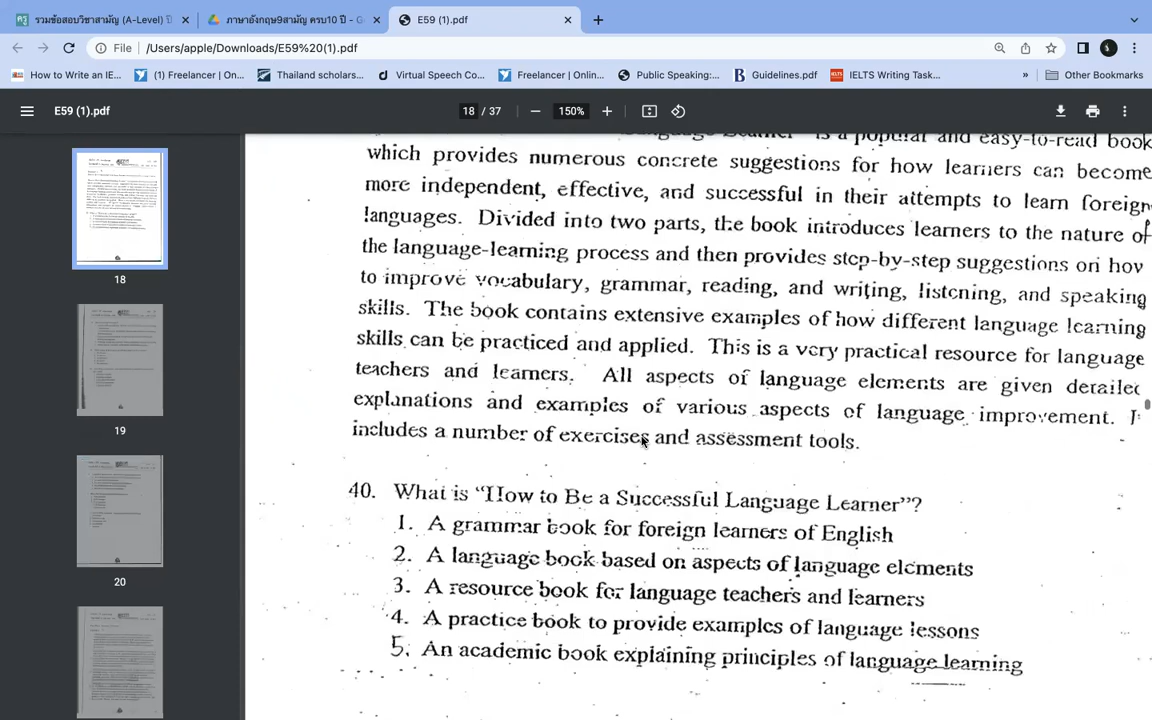 รวมข้อสอบวิชาสามัญ (A-Level) ปี
ภาษาอังกฤษ9สามัญ ครบ10 ปี - G
E59 (1).pdf
File /Users/apple/Downloads/E59%20(1).pdf
How to Write an IE...
(1) Freelancer | On...
Thailand scholars...
Virtual Speech Co...
Freelancer | Onlin...
Public Speaking:...
Guidelines.pdf
IELTS Writing Task...
» Other Bookmarks
E59 (1).pdf
18 / 37
150%
18
19
20
Language Learner" is a popular and easy-to-read book
which provides numerous concrete suggestions for how learners can become
more independent, effective, and successful in their attempts to learn foreign
languages. Divided into two parts, the book introduces learners to the nature of
the language-learning process and then provides step-by-step suggestions on how
to improve vocabulary, grammar, reading, and writing, listening, and speaking
skills. The book contains extensive examples of how different language learning
skills can be practiced and applied. This is a very practical resource for language
teachers and learners. All aspects of language elements are given detailed
explanations and examples of various aspects of language improvement. I
includes a number of exercises and assessment tools.
40. What is "How to Be a Successful Language Learner"?
1. A grammar book for foreign learners of English
2. A language book based on aspects of language elements
3. A resource book for language teachers and learners
4. A practice book to provide examples of language lessons
5. An academic book explaining principles of language learning